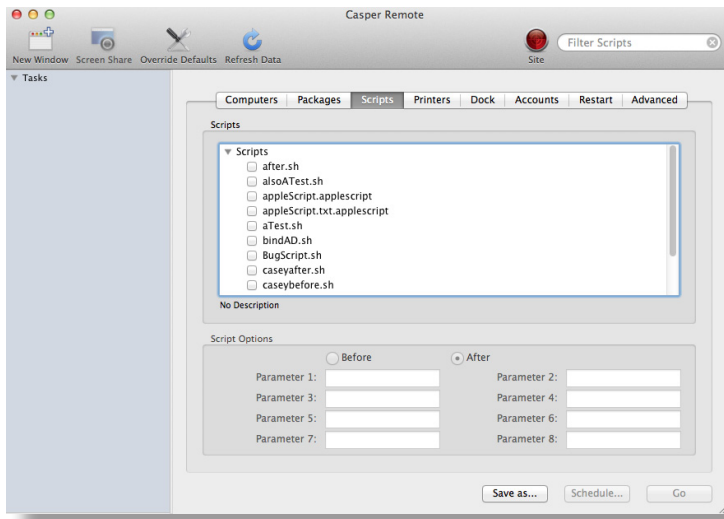 Casper Remote
New Window Screen Share Override Defaults Refresh Data Site Filter Scripts
Tasks
Computers Packages Scripts Printers Dock Accounts Restart Advanced
Scripts
Scripts
after.sh
alsoATest.sh
appleScript.applescript
appleScript.txt.applescript
aTest.sh
bindAD.sh
BugScript.sh
caseyafter.sh
caseybefore.sh
No Description
Script Options
Before After
Parameter 1: Parameter 2:
Parameter 3: Parameter 4:
Parameter 5: Parameter 6:
Parameter 7: Parameter 8:
Save as... Schedule... Go